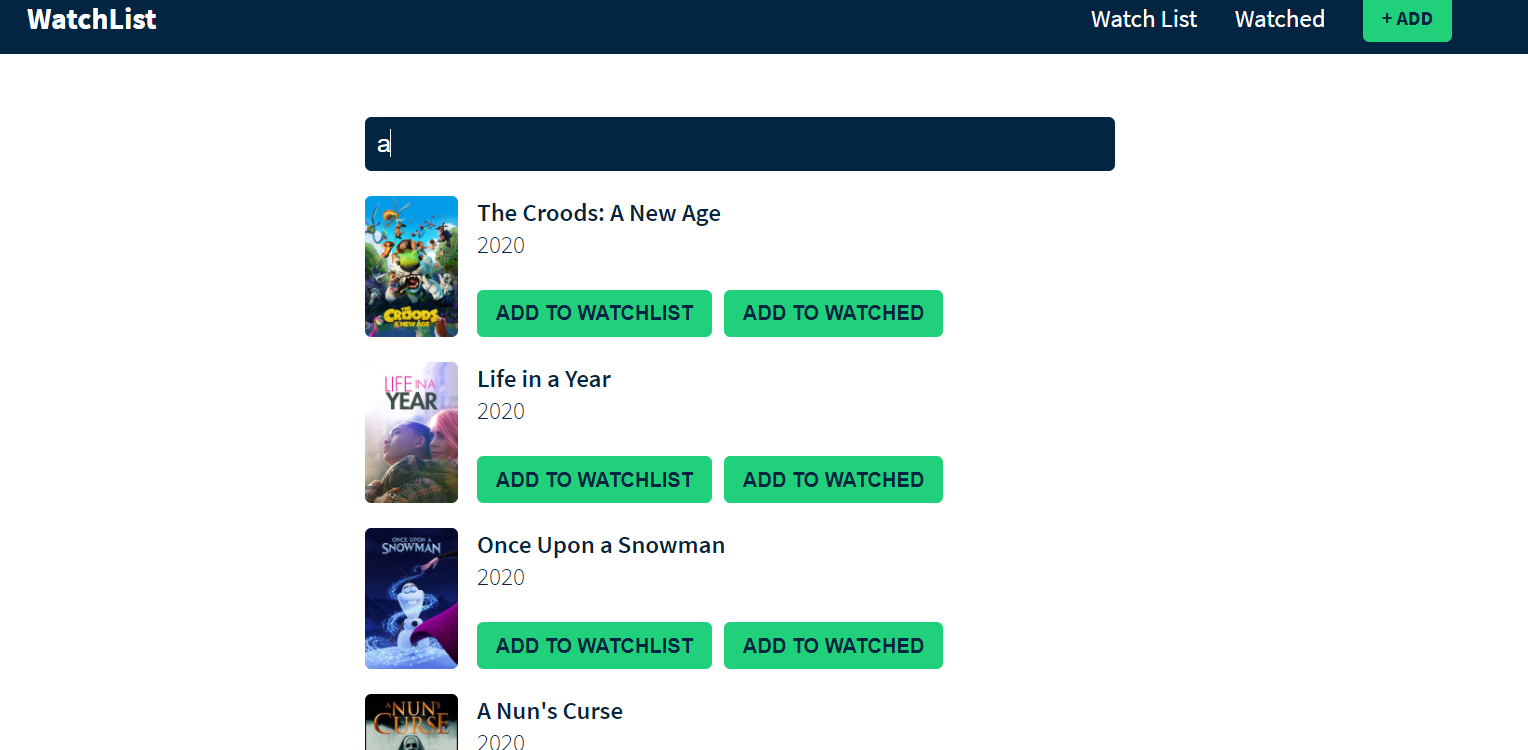 WatchList
Watch List
Watched
+ ADD
a
THE CROODS
A NEW AGE
The Croods: A New Age
2020
ADD TO WATCHLIST
ADD TO WATCHED
LIFE IN A
YEAR
Life in a Year
2020
ADD TO WATCHLIST
ADD TO WATCHED
ONCE UPON A
SNOWMAN
Once Upon a Snowman
2020
ADD TO WATCHLIST
ADD TO WATCHED
A NUN'S
CURSE
A Nun's Curse
2020